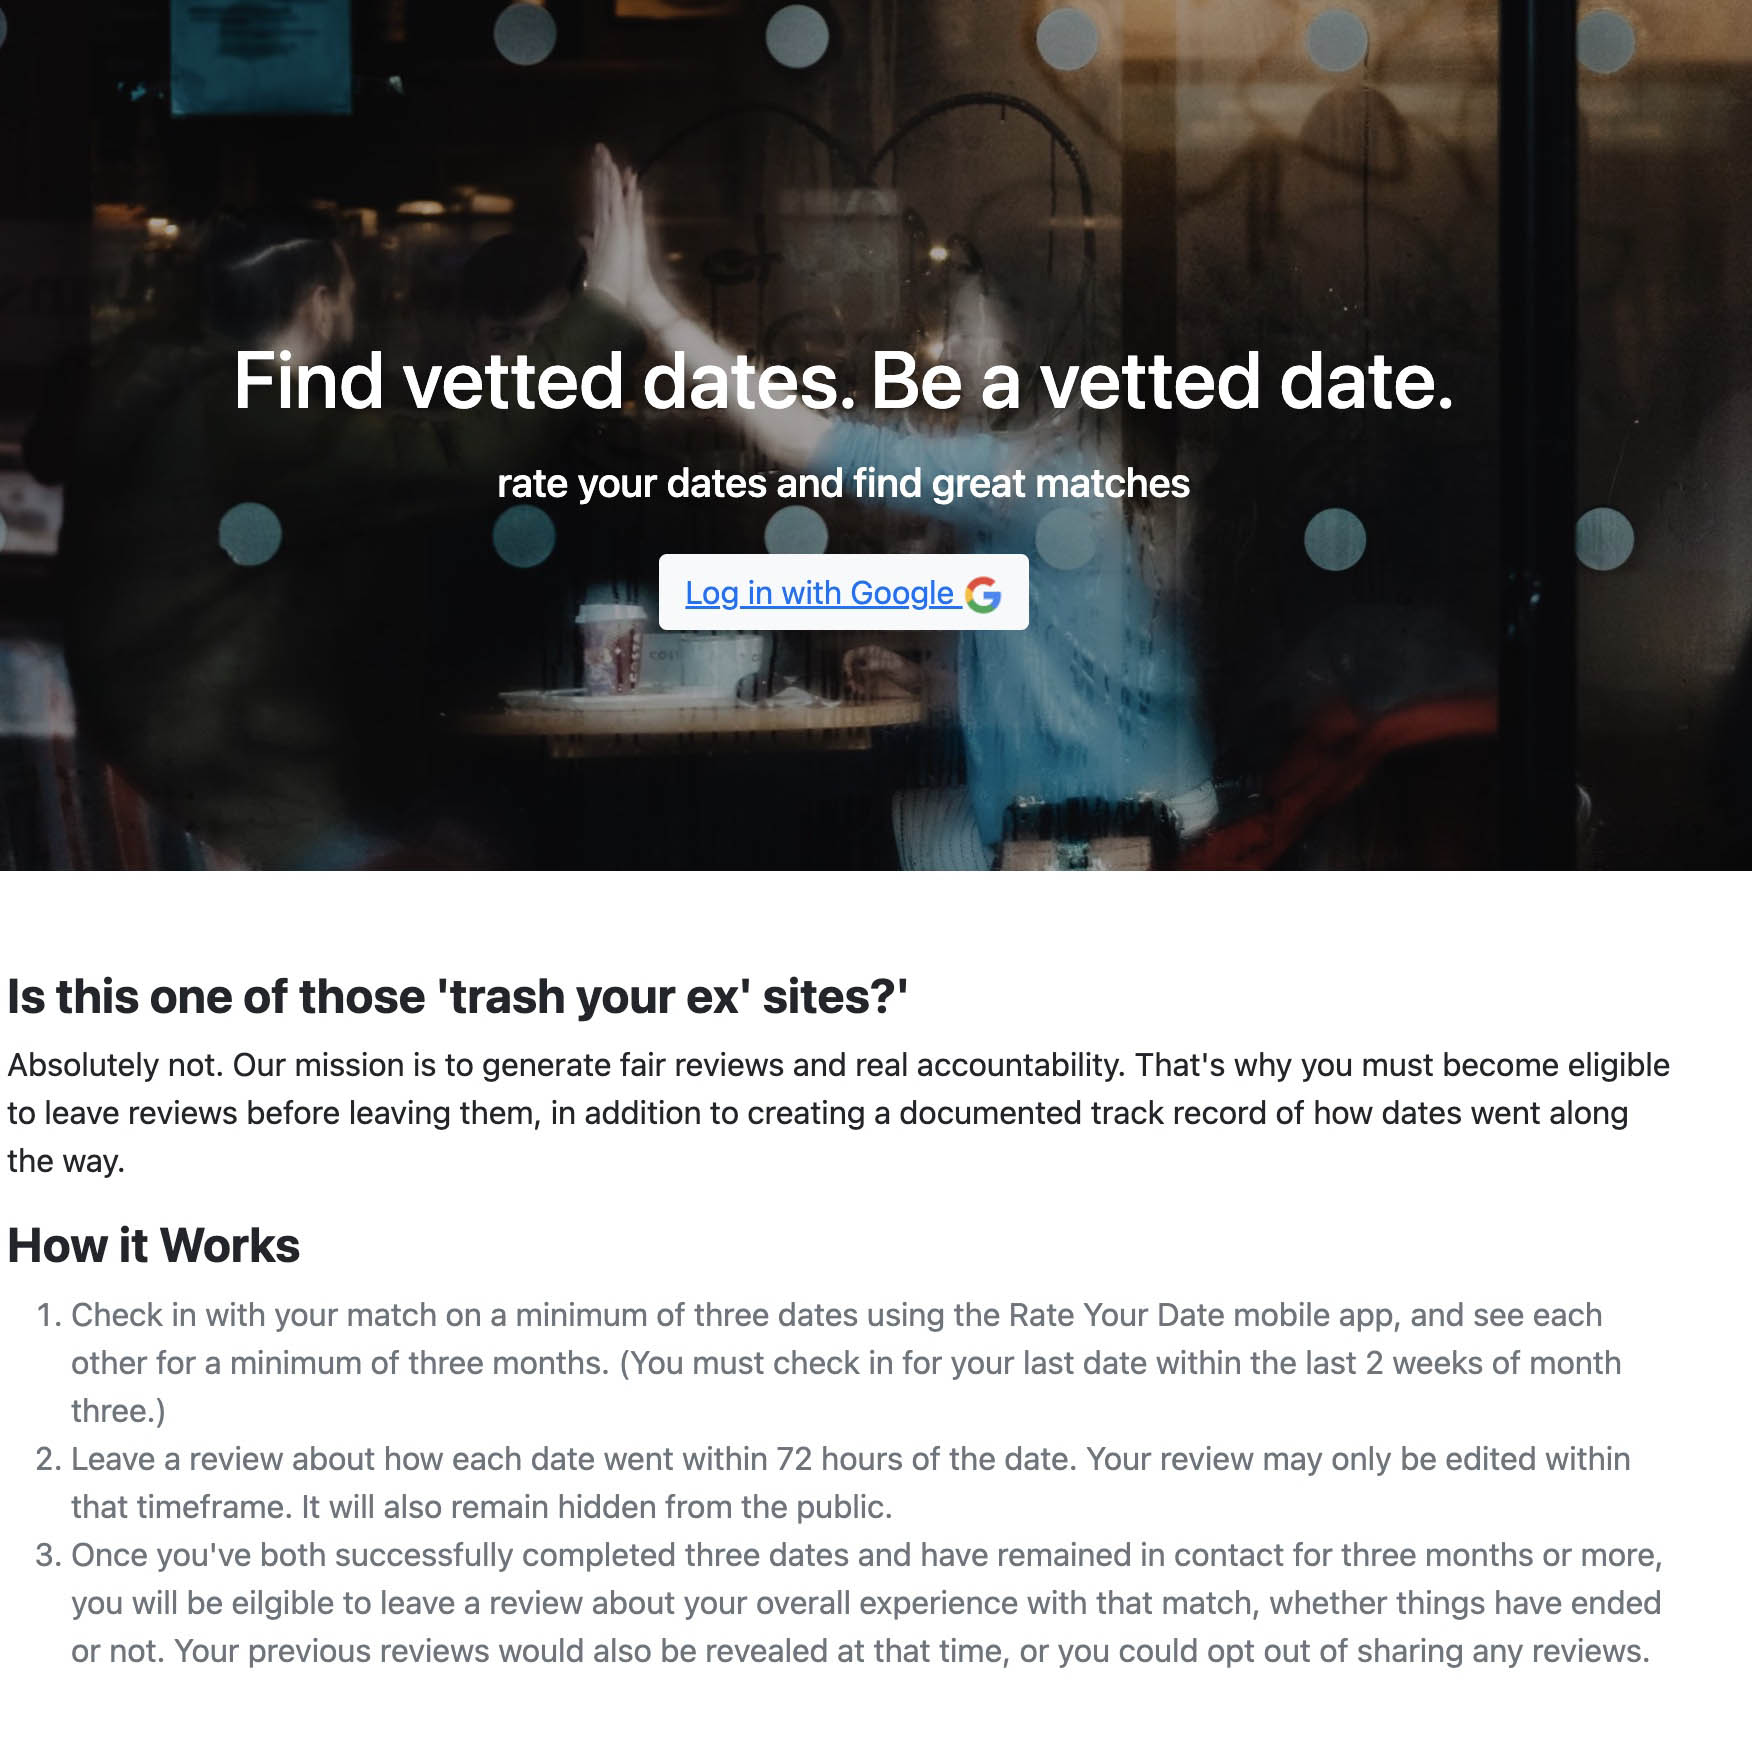 Find vetted dates. Be a vetted date.
rate your dates and find great matches
Log in with Google
Is this one of those 'trash your ex' sites?'
Absolutely not. Our mission is to generate fair reviews and real accountability. That's why you must become eligible
to leave reviews before leaving them, in addition to creating a documented track record of how dates went along
the way.
How it Works
1. Check in with your match on a minimum of three dates using the Rate Your Date mobile app, and see each
other for a minimum of three months. (You must check in for your last date within the last 2 weeks of month
three.)
2. Leave a review about how each date went within 72 hours of the date. Your review may only be edited within
that timeframe. It will also remain hidden from the public.
3. Once you've both successfully completed three dates and have remained in contact for three months or more,
you will be eilgible to leave a review about your overall experience with that match, whether things have ended
or not. Your previous reviews would also be revealed at that time, or you could opt out of sharing any reviews.